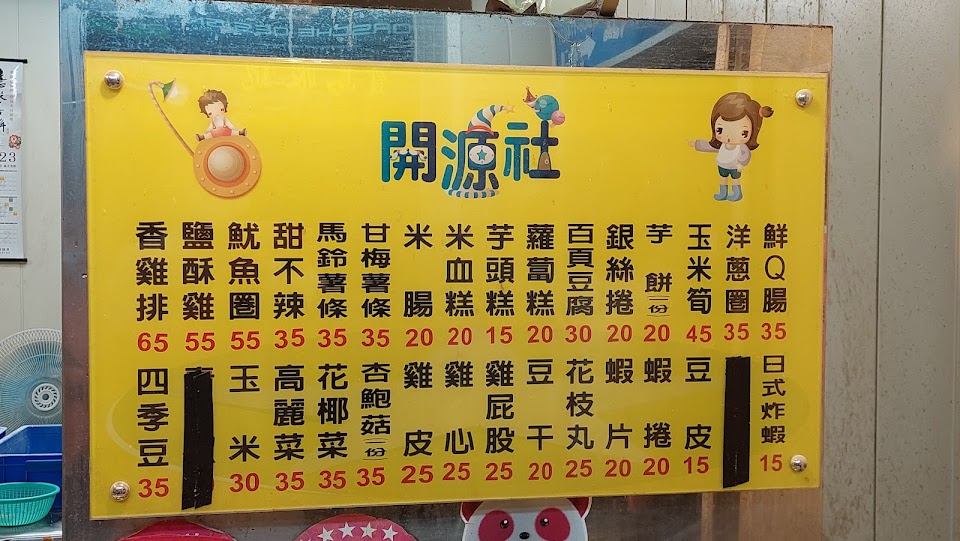 開源社
香雞排 65
鹽酥雞 55
魷魚圈 55
甜不辣 35
馬鈴薯條 35
甘梅薯條 35
米腸 20
米血糕 20
芋頭糕 15
蘿蔔糕 20
百頁豆腐 30
銀絲捲 20
芋餅(一份) 20
玉米筍 45
洋蔥圈 35
鮮Q腸 35
四季豆 35
玉米 30
高麗菜 35
花椰菜 35
杏鮑菇(一份) 35
雞皮 25
雞心 25
雞屁股 25
豆干 20
花枝丸 25
蝦片 20
蝦捲 20
豆皮 15
日式炸蝦 15
23